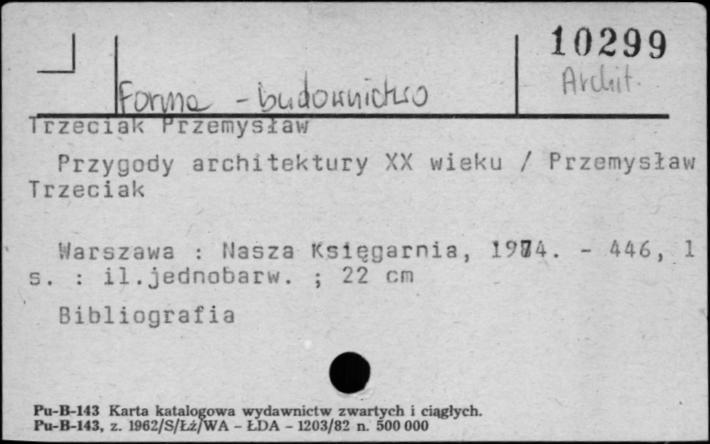 10299
Archit.
Forma - budownictwo
Trzeciak Przemysław
Przygody architektury XX wieku / Przemysław
Trzeciak
Warszawa : Nasza Księgarnia, 1974. - 446, 1
s. : il.jednobarw. ; 22 cm
Bibliografia
Pu-B-143 Karta katalogowa wydawnictw zwartych i ciągłych.
Pu-B-143, z. 1962/S/Łż/WA - ŁDA - 1203/82 n. 500 000